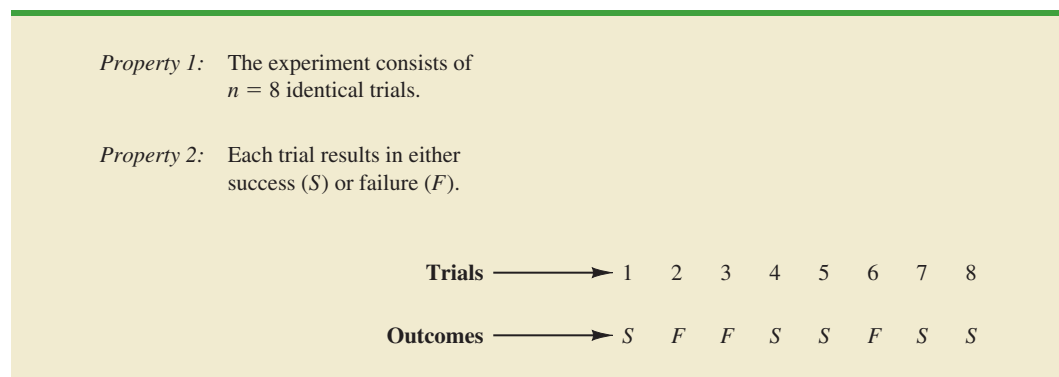 Property 1: The experiment consists of
n = 8 identical trials.
Property 2: Each trial results in either
success (S) or failure (F).
Trials 1 2 3 4 5 6 7 8
Outcomes S F F S S F S S